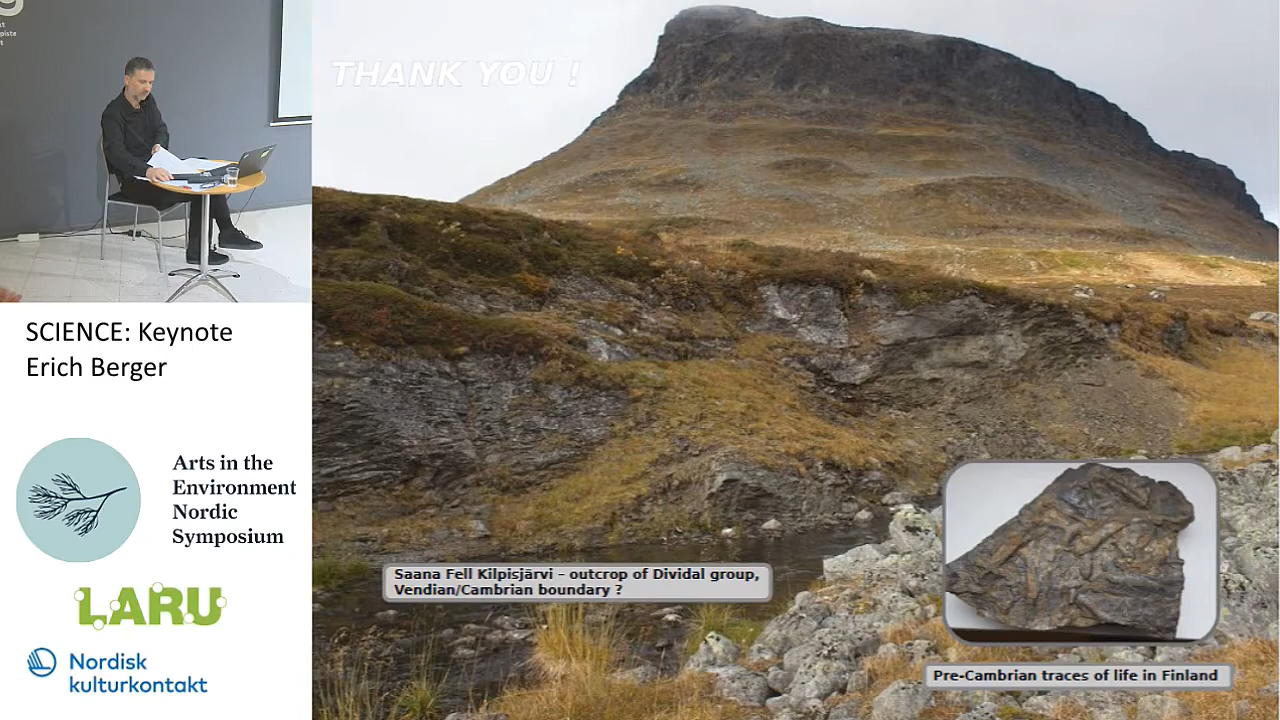 THANK YOU !
SCIENCE: Keynote
Erich Berger
Arts in the
Environment
Nordic
Symposium
LARU
Nordisk
kulturkontakt
Saana Fell Kilpisjärvi – outcrop of Dividal group,
Vendian/Cambrian boundary ?
Pre-Cambrian traces of life in Finland